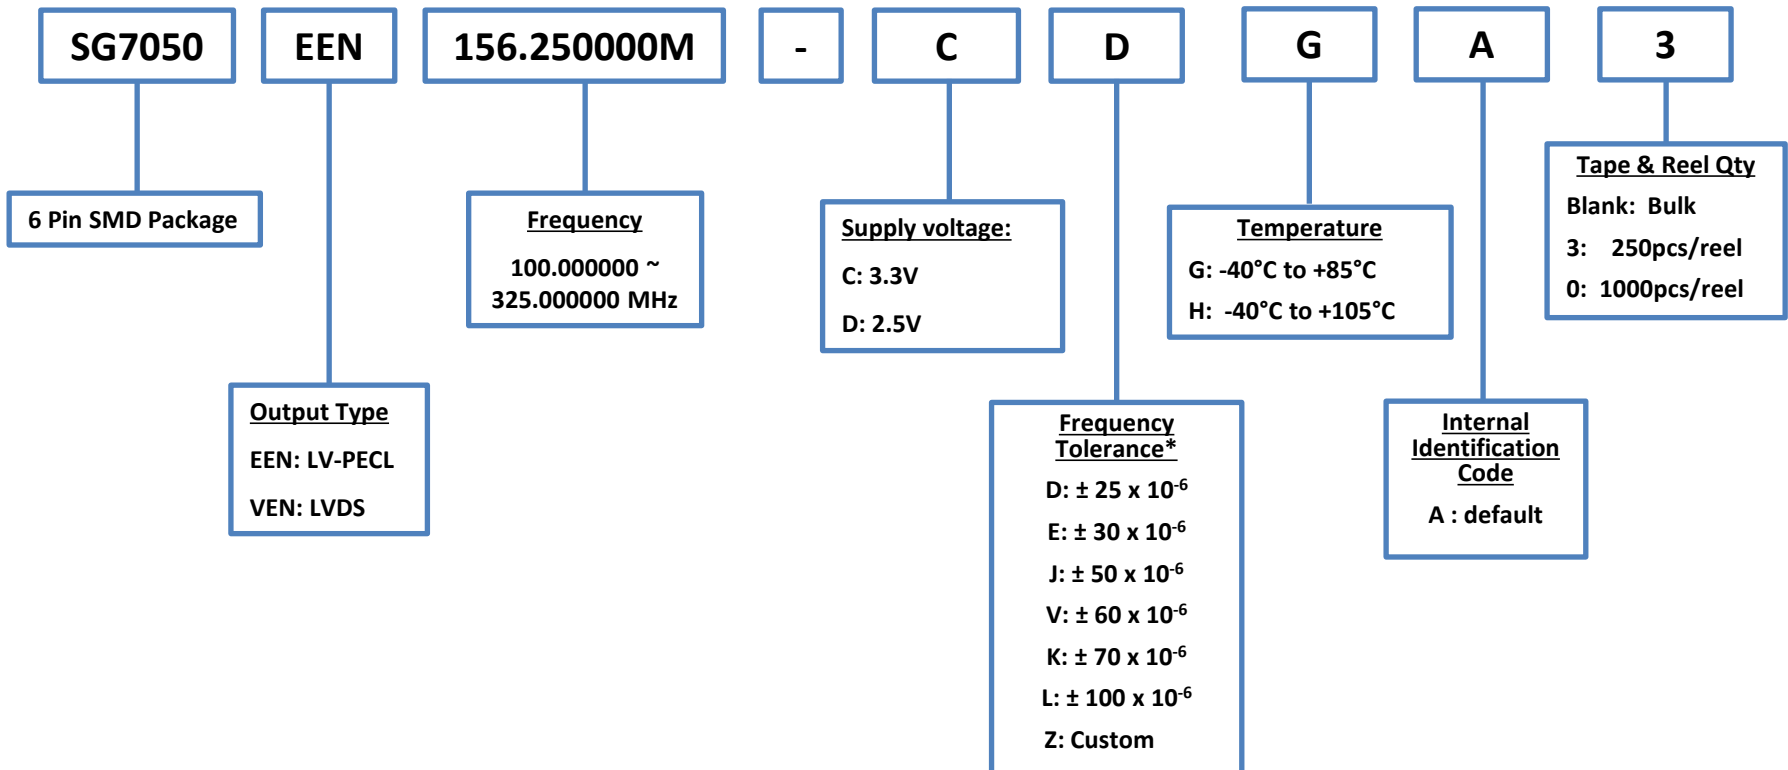 SG7050 EEN 156.250000M - C D G A 3
6 Pin SMD Package
Output Type
EEN: LV-PECL
VEN: LVDS
Frequency
100.000000 ~
325.000000 MHz
Supply voltage:
C: 3.3V
D: 2.5V
Frequency
Tolerance*
D: ± 25 x 10⁻⁶
E: ± 30 x 10⁻⁶
J: ± 50 x 10⁻⁶
V: ± 60 x 10⁻⁶
K: ± 70 x 10⁻⁶
L: ± 100 x 10⁻⁶
Z: Custom
Temperature
G: -40°C to +85°C
H: -40°C to +105°C
Internal
Identification
Code
A : default
Tape & Reel Qty
Blank: Bulk
3: 250pcs/reel
0: 1000pcs/reel